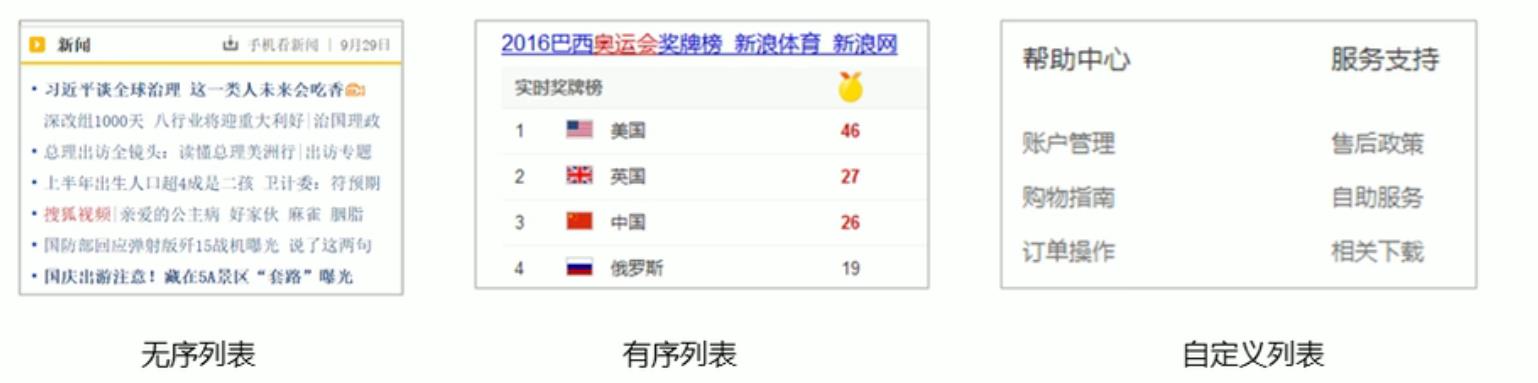 新闻
手机看新闻 | 9月29日
习近平谈全球治理 这一类人未来会吃香
深改组1000天 八行业将迎重大利好|治国理政
总理出访全镜头：读懂总理美洲行|出访专题
上半年出生人口超4成是二孩 卫计委：符预期
搜狐视频|亲爱的公主病 好家伙 麻雀 胭脂
国防部回应弹射版歼15战机曝光 说了这两句
国庆出游注意！藏在5A景区“套路”曝光
无序列表
2016巴西奥运会奖牌榜_新浪体育_新浪网
实时奖牌榜
1 美国 46
2 英国 27
3 中国 26
4 俄罗斯 19
有序列表
帮助中心 服务支持
账户管理 售后政策
购物指南 自助服务
订单操作 相关下载
自定义列表